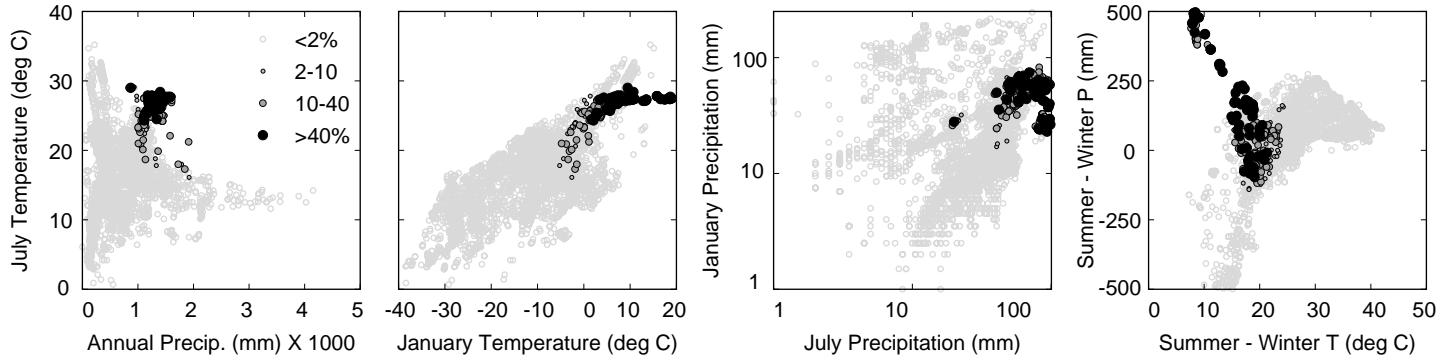 July Temperature (deg C)
40
30
20
10
0
0 1 2 3 4 5
Annual Precip. (mm) X 1000
<2%
2-10
10-40
>40%
-40 -30 -20 -10 0 10 20
January Temperature (deg C)
January Precipitation (mm)
100
10
1
1 10 100
July Precipitation (mm)
Summer - Winter P (mm)
500
250
0
-250
-500
0 10 20 30 40 50
Summer - Winter T (deg C)